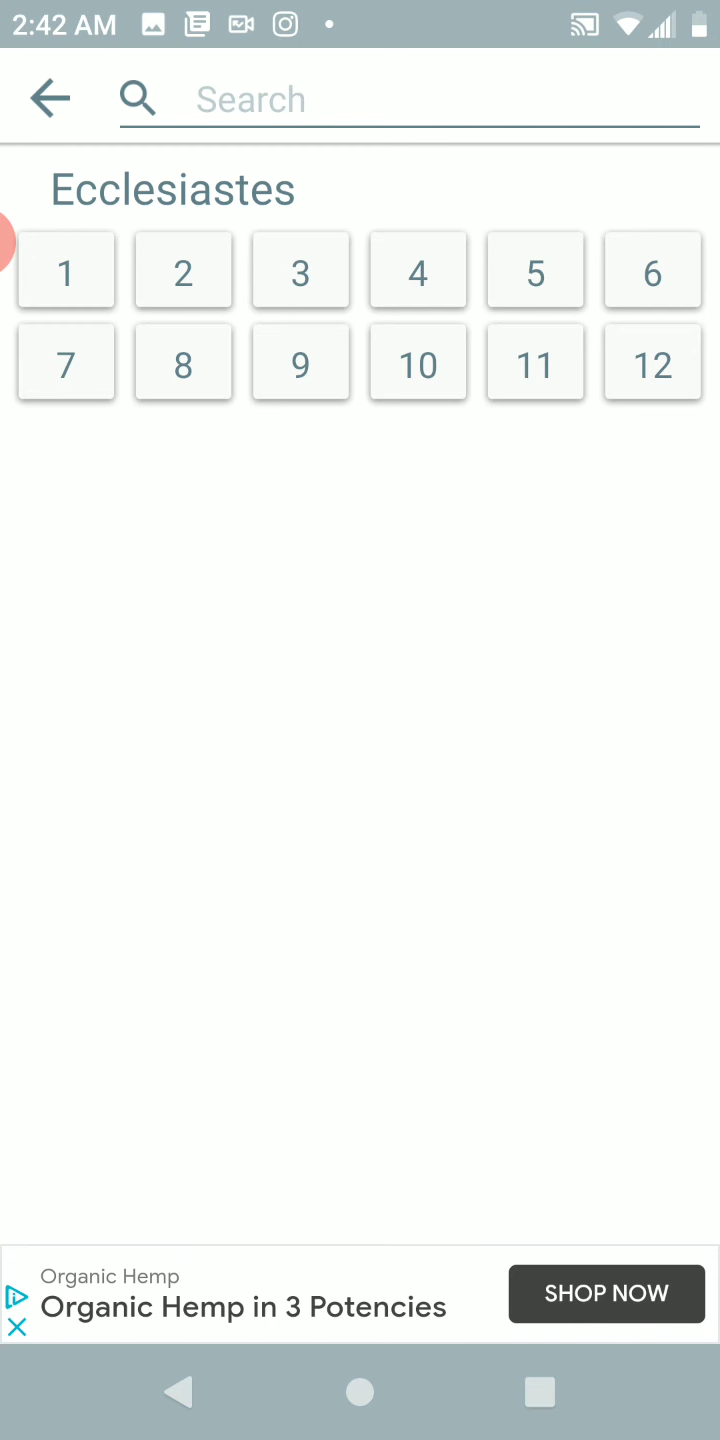 2:42 AM
Search
Ecclesiastes
1 2 3 4 5 6
7 8 9 10 11 12
Organic Hemp
Organic Hemp in 3 Potencies
SHOP NOW